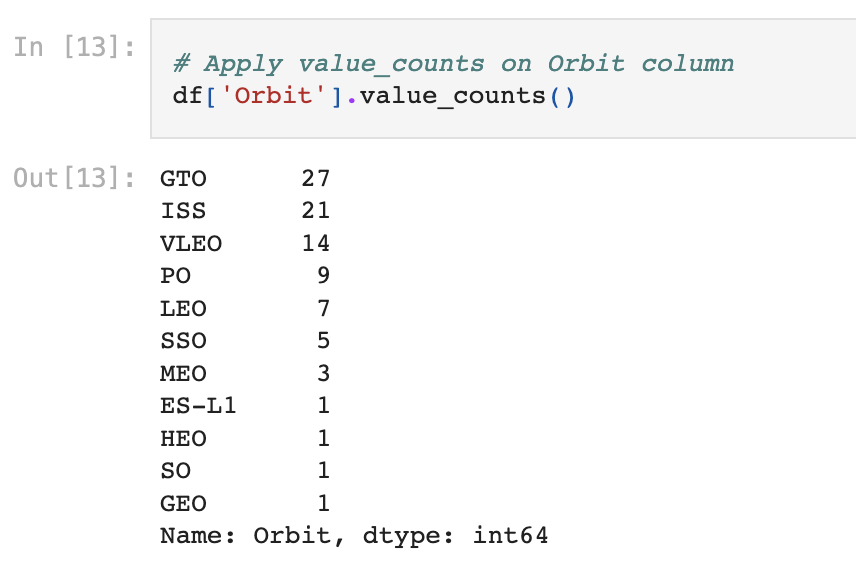 In [13]:
# Apply value_counts on Orbit column
df['Orbit'].value_counts()
Out[13]:
GTO 27
ISS 21
VLEO 14
PO 9
LEO 7
SSO 5
MEO 3
ES-L1 1
HEO 1
SO 1
GEO 1
Name: Orbit, dtype: int64